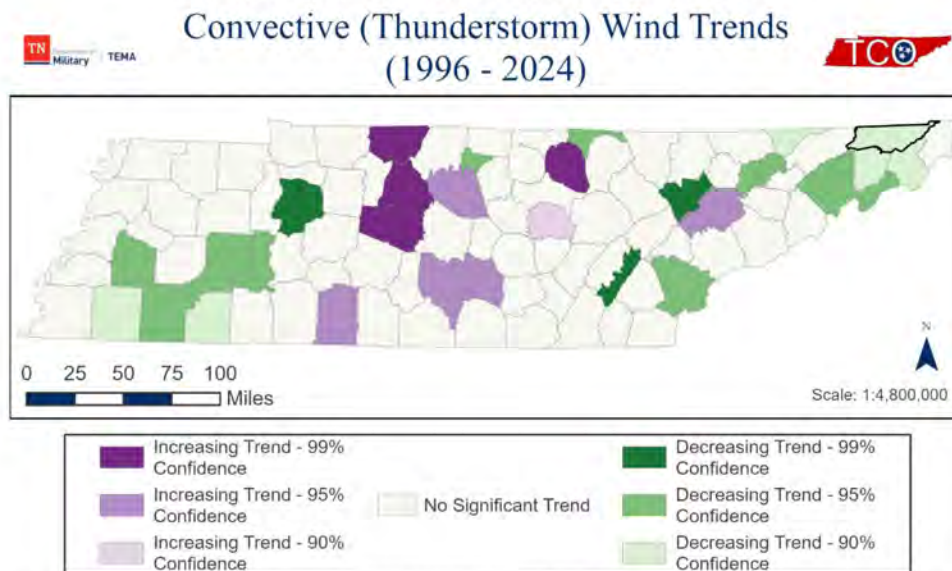 Convective (Thunderstorm) Wind Trends
(1996 - 2024)
TN
Department of
Military
TEMA
TCO
N
0 25 50 75 100
Miles
Scale: 1:4,800,000
Increasing Trend - 99%
Confidence
Increasing Trend - 95%
Confidence
Increasing Trend - 90%
Confidence
No Significant Trend
Decreasing Trend - 99%
Confidence
Decreasing Trend - 95%
Confidence
Decreasing Trend - 90%
Confidence